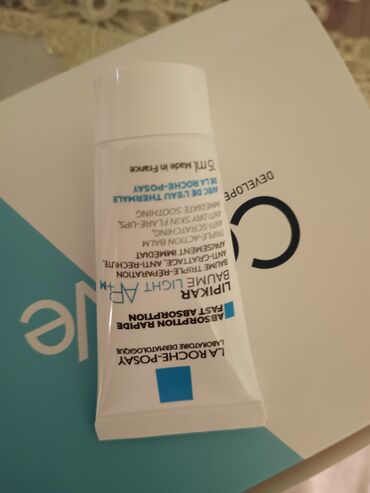 LA ROCHE-POSAY
LABORATOIRE DERMATOLOGIQUE
ABSORPTION RAPIDE
FAST ABSORPTION
LIPIKAR
BAUME LIGHT AP+M
BAUME TRIPLE-RÉPARATION
ANTI-GRATTAGE, ANTI-RECHUTE,
APAISEMENT IMMÉDIAT
TRIPLE-ACTION BALM
ANTI-SCRATCHING,
ANTI DRY SKIN FLARE-UPS,
IMMEDIATE SOOTHING
AVEC DE L'EAU THERMALE
DE LA ROCHE-POSAY
15 ml Made in France
DEVELOPE
Ve